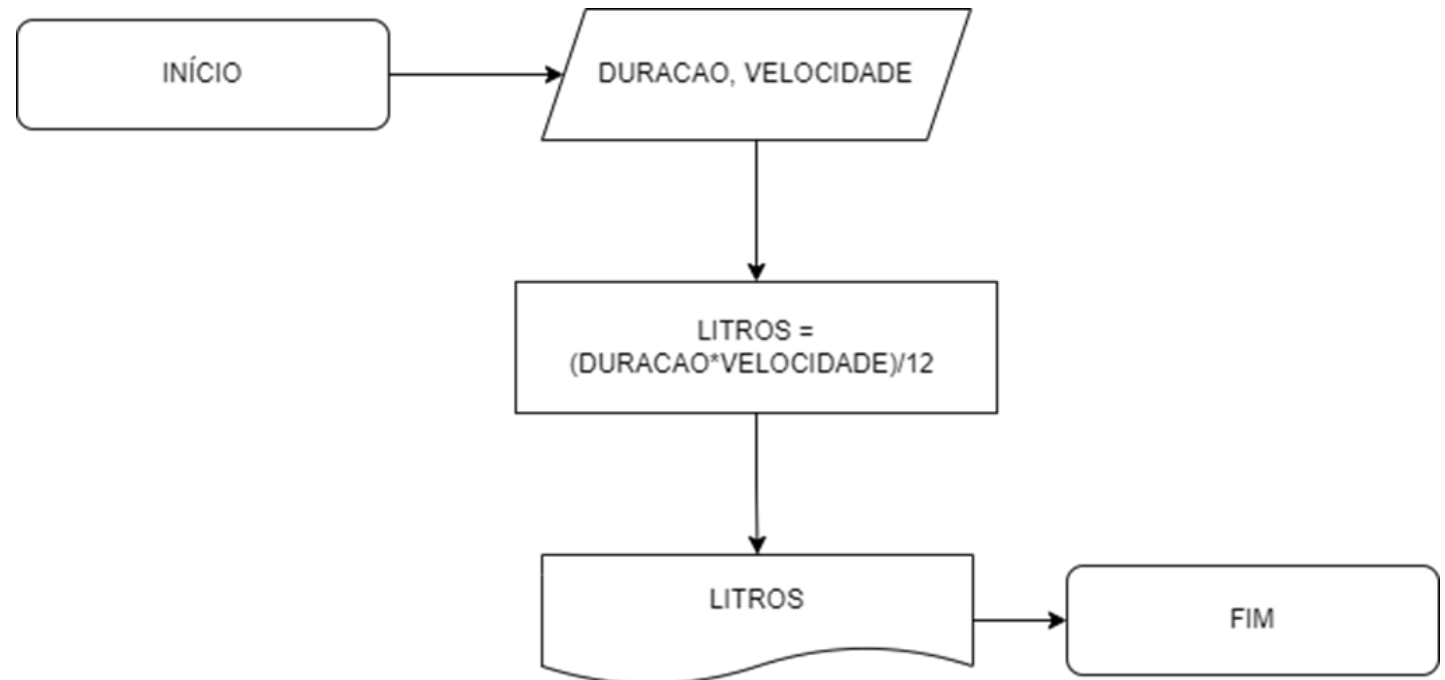 INÍCIO
DURACAO, VELOCIDADE
LITROS =
(DURACAO*VELOCIDADE)/12
LITROS
FIM